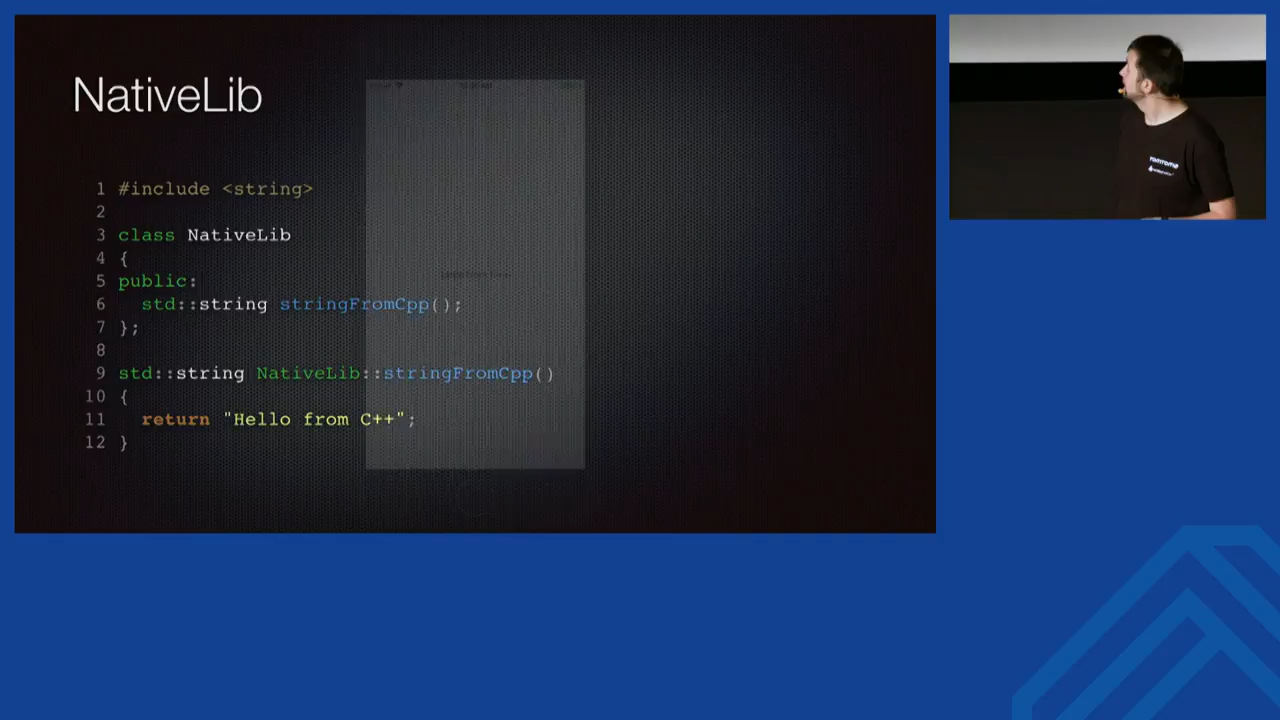 NativeLib
1 #include <string>
2
3 class NativeLib
4 {
5 public:
6 std::string stringFromCpp();
7 };
8
9 std::string NativeLib::stringFromCpp()
10 {
11 return "Hello from C++";
12 }